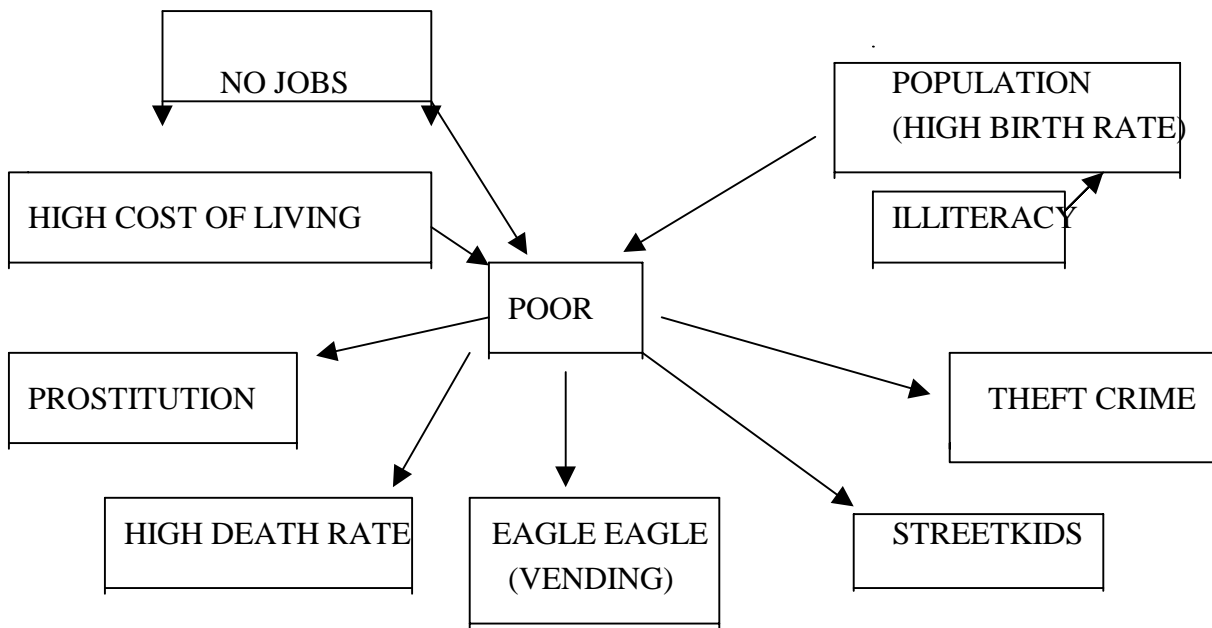 NO JOBS
POPULATION
(HIGH BIRTH RATE)
HIGH COST OF LIVING
ILLITERACY
POOR
PROSTITUTION
THEFT CRIME
HIGH DEATH RATE
EAGLE EAGLE
(VENDING)
STREETKIDS